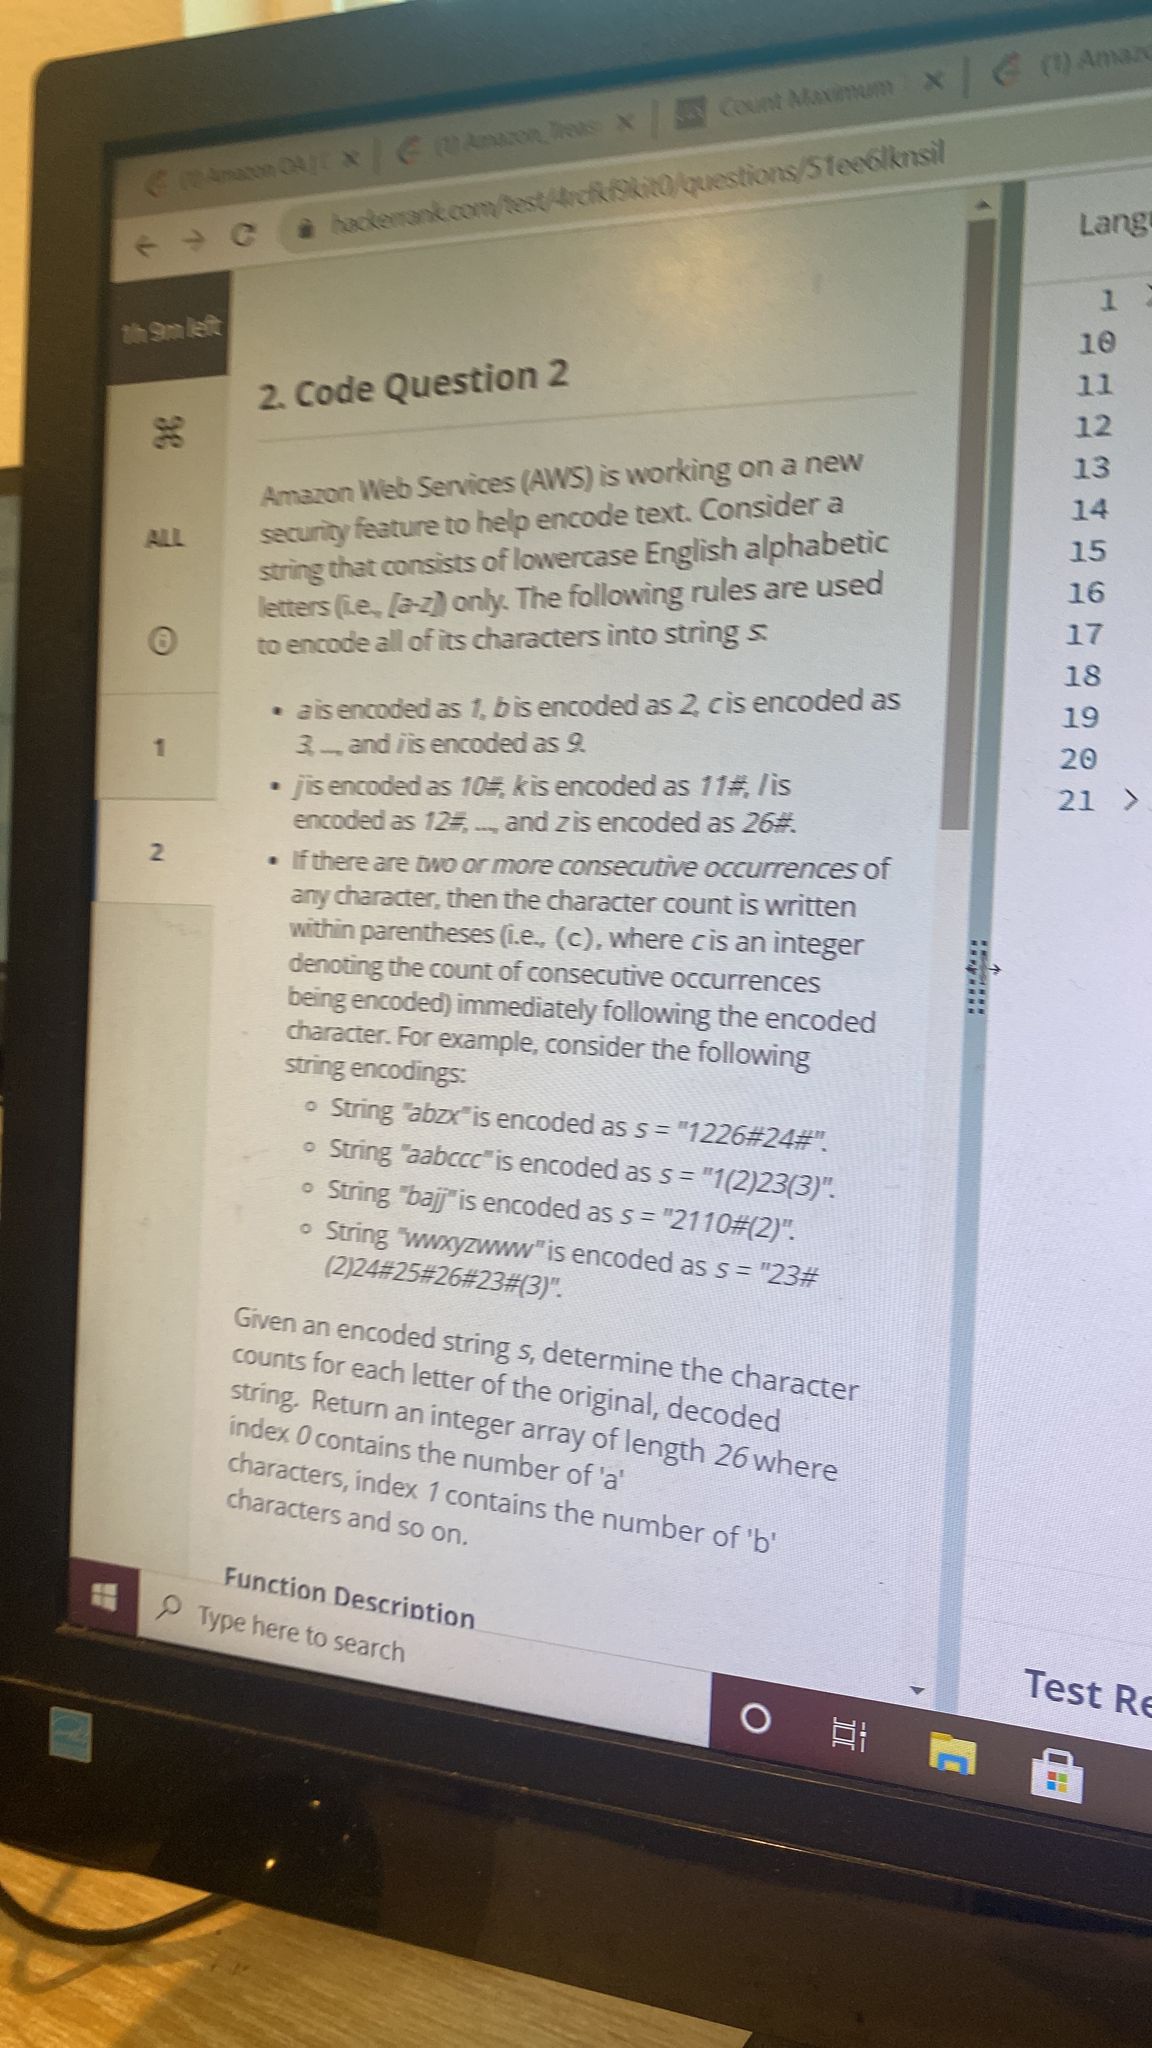 (1) Amazon OA | D
(1) Amazon_Treas
Count Maximum
(1) Amazo
hackerrank.com/test/4rcfkf9kit0/questions/51ee6lknsil
Langu
1h 9m left
ALL
1
2
2. Code Question 2
Amazon Web Services (AWS) is working on a new
security feature to help encode text. Consider a
string that consists of lowercase English alphabetic
letters (i.e., [a-z]) only. The following rules are used
to encode all of its characters into string s:
• a is encoded as 1, b is encoded as 2, c is encoded as
3, ..., and i is encoded as 9.
• j is encoded as 10#, k is encoded as 11#, l is
encoded as 12#, ..., and z is encoded as 26#.
• If there are two or more consecutive occurrences of
any character, then the character count is written
within parentheses (i.e., (c), where c is an integer
denoting the count of consecutive occurrences
being encoded) immediately following the encoded
character. For example, consider the following
string encodings:
○ String "abzx" is encoded as s = "1226#24#".
○ String "aabccc" is encoded as s = "1(2)23(3)".
○ String "bajj" is encoded as s = "2110#(2)".
○ String "wwxyzwww" is encoded as s = "23#
(2)24#25#26#23#(3)".
Given an encoded string s, determine the character
counts for each letter of the original, decoded
string. Return an integer array of length 26 where
index 0 contains the number of 'a'
characters, index 1 contains the number of 'b'
characters and so on.
Function Description
1
10
11
12
13
14
15
16
17
18
19
20
21
Test Re
Type here to search